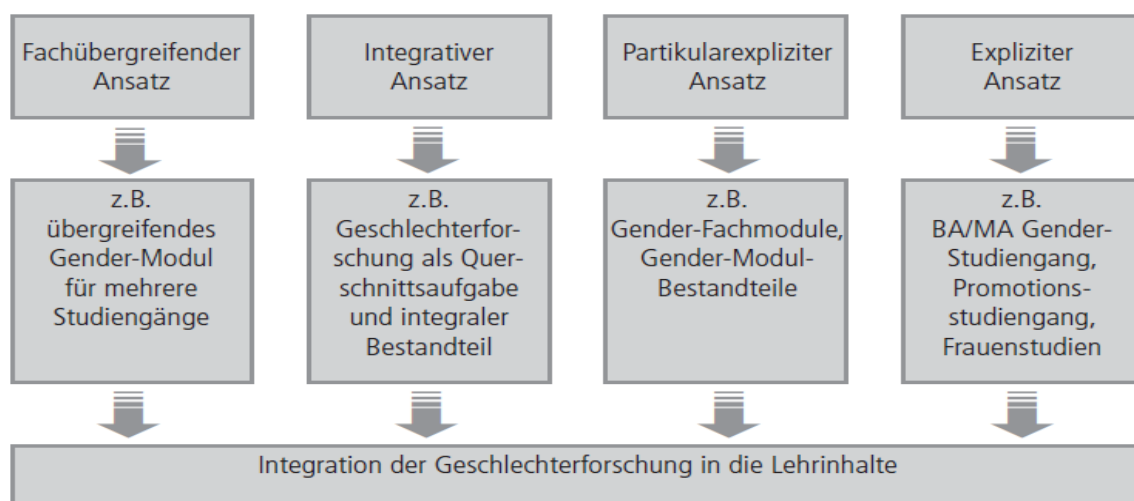 Fachübergreifender
Ansatz
Integrativer
Ansatz
Partikularexpliziter
Ansatz
Expliziter
Ansatz
z.B.
übergreifendes
Gender-Modul
für mehrere
Studiengänge
z.B.
Geschlechterfor-
schung als Quer-
schnittsaufgabe
und integraler
Bestandteil
z.B.
Gender-Fachmodule,
Gender-Modul-
Bestandteile
z.B.
BA/MA Gender-
Studiengang,
Promotions-
studiengang,
Frauenstudien
Integration der Geschlechterforschung in die Lehrinhalte